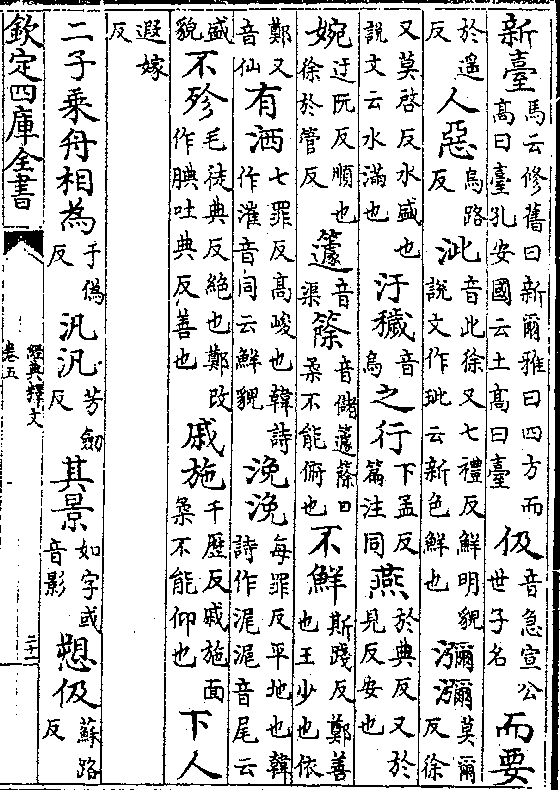 新臺馬云修舊曰新爾雅曰四方而高曰臺孔安國云土高曰臺伋音急宣公世子名而要
於遥反人惡烏路反泚音此徐又七禮反鮮明貌說文作玼云新色鮮也瀰瀰莫爾反徐
又莫啓反水盛也說文云水滿也汙穢音烏之行下孟反篇注同燕於典反又於見反安也
婉迂阮反順也徐於管反籧音渠篨音儲籧篨口柔不能俯也不鮮斯踐反鄭善也王少也依
鄭又音仙有洒七罪反高峻也韓詩作漼音同云鮮貌浼浼每罪反平地也韓詩作浘浘音尾云
盛貌不殄毛徒典反絶也鄭改作腆吐典反善也戚施千歷反戚施面柔不能仰也下人
遐嫁反
二子乘舟相為于偽反汎汎芳劒反其景如字或音影愬伋蘇路反
欽定四庫全書
經典釋文
卷五